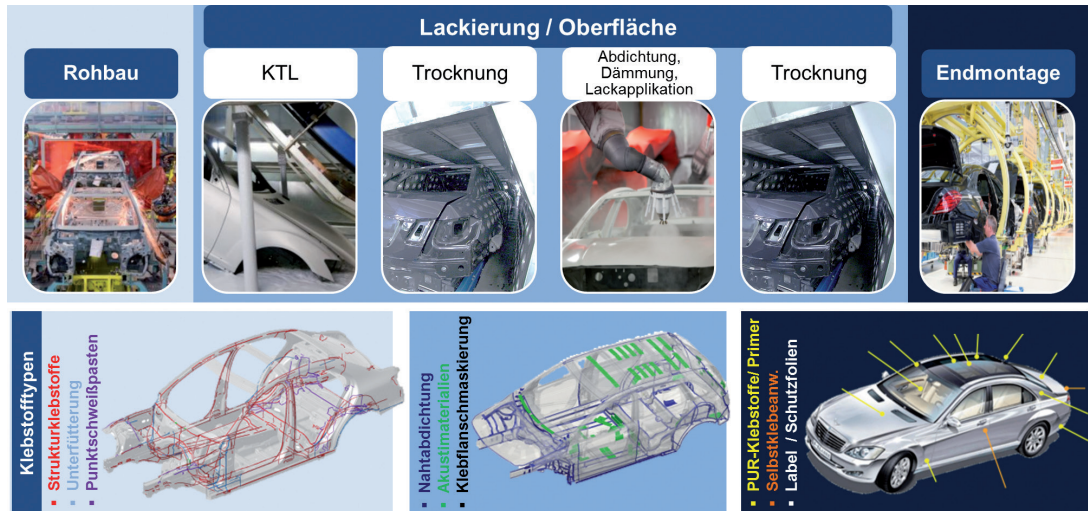 Lackierung / Oberfläche
Rohbau
KTL
Trocknung
Abdichtung,
Dämmung,
Lackapplikation
Trocknung
Endmontage
Klebstofftypen
Strukturklebstoffe
Unterfütterung
Punktschweißpasten
Nahtabdichtung
Akustimaterialien
Klebflanschmaskierung
PUR-Klebstoffe/ Primer
Selbstklebeanw.
Label / Schutzfolien